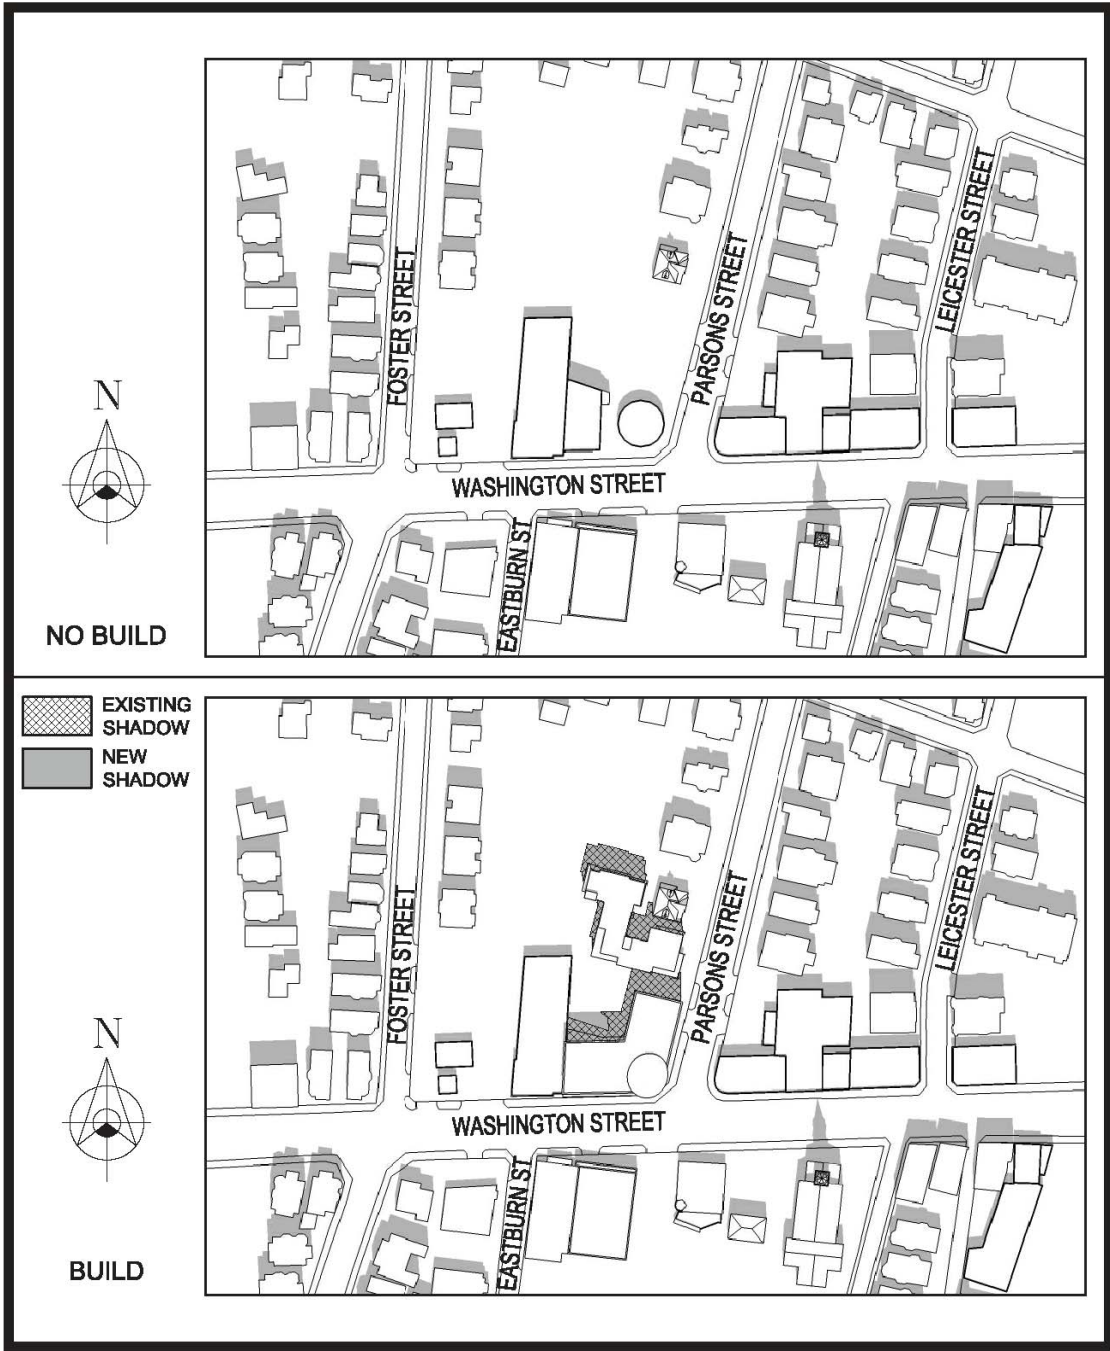 FOSTER STREET
PARSONS STREET
LEICESTER STREET
N
WASHINGTON STREET
EASTBURN ST
NO BUILD
EXISTING
SHADOW
NEW
SHADOW
FOSTER STREET
PARSONS STREET
LEICESTER STREET
N
WASHINGTON STREET
EASTBURN ST
BUILD